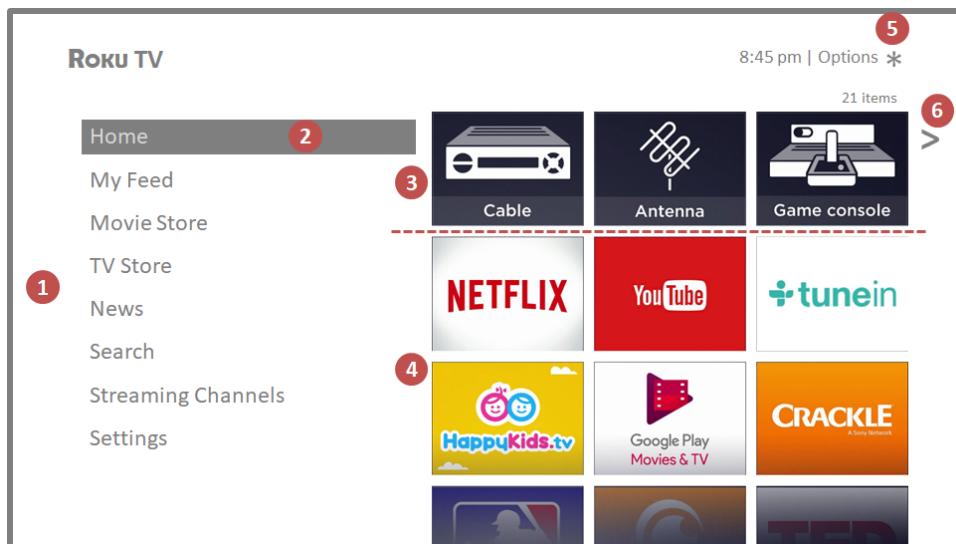 5
Roku TV
8:45 pm | Options *
21 items
6
>
Home
2
My Feed
Movie Store
TV Store
1
News
Search
Streaming Channels
Settings
3
Cable
Antenna
Game console
NETFLIX
YouTube
tunein
4
HappyKids.tv
Google Play
Movies & TV
CRACKLE
A Sony Network
TED